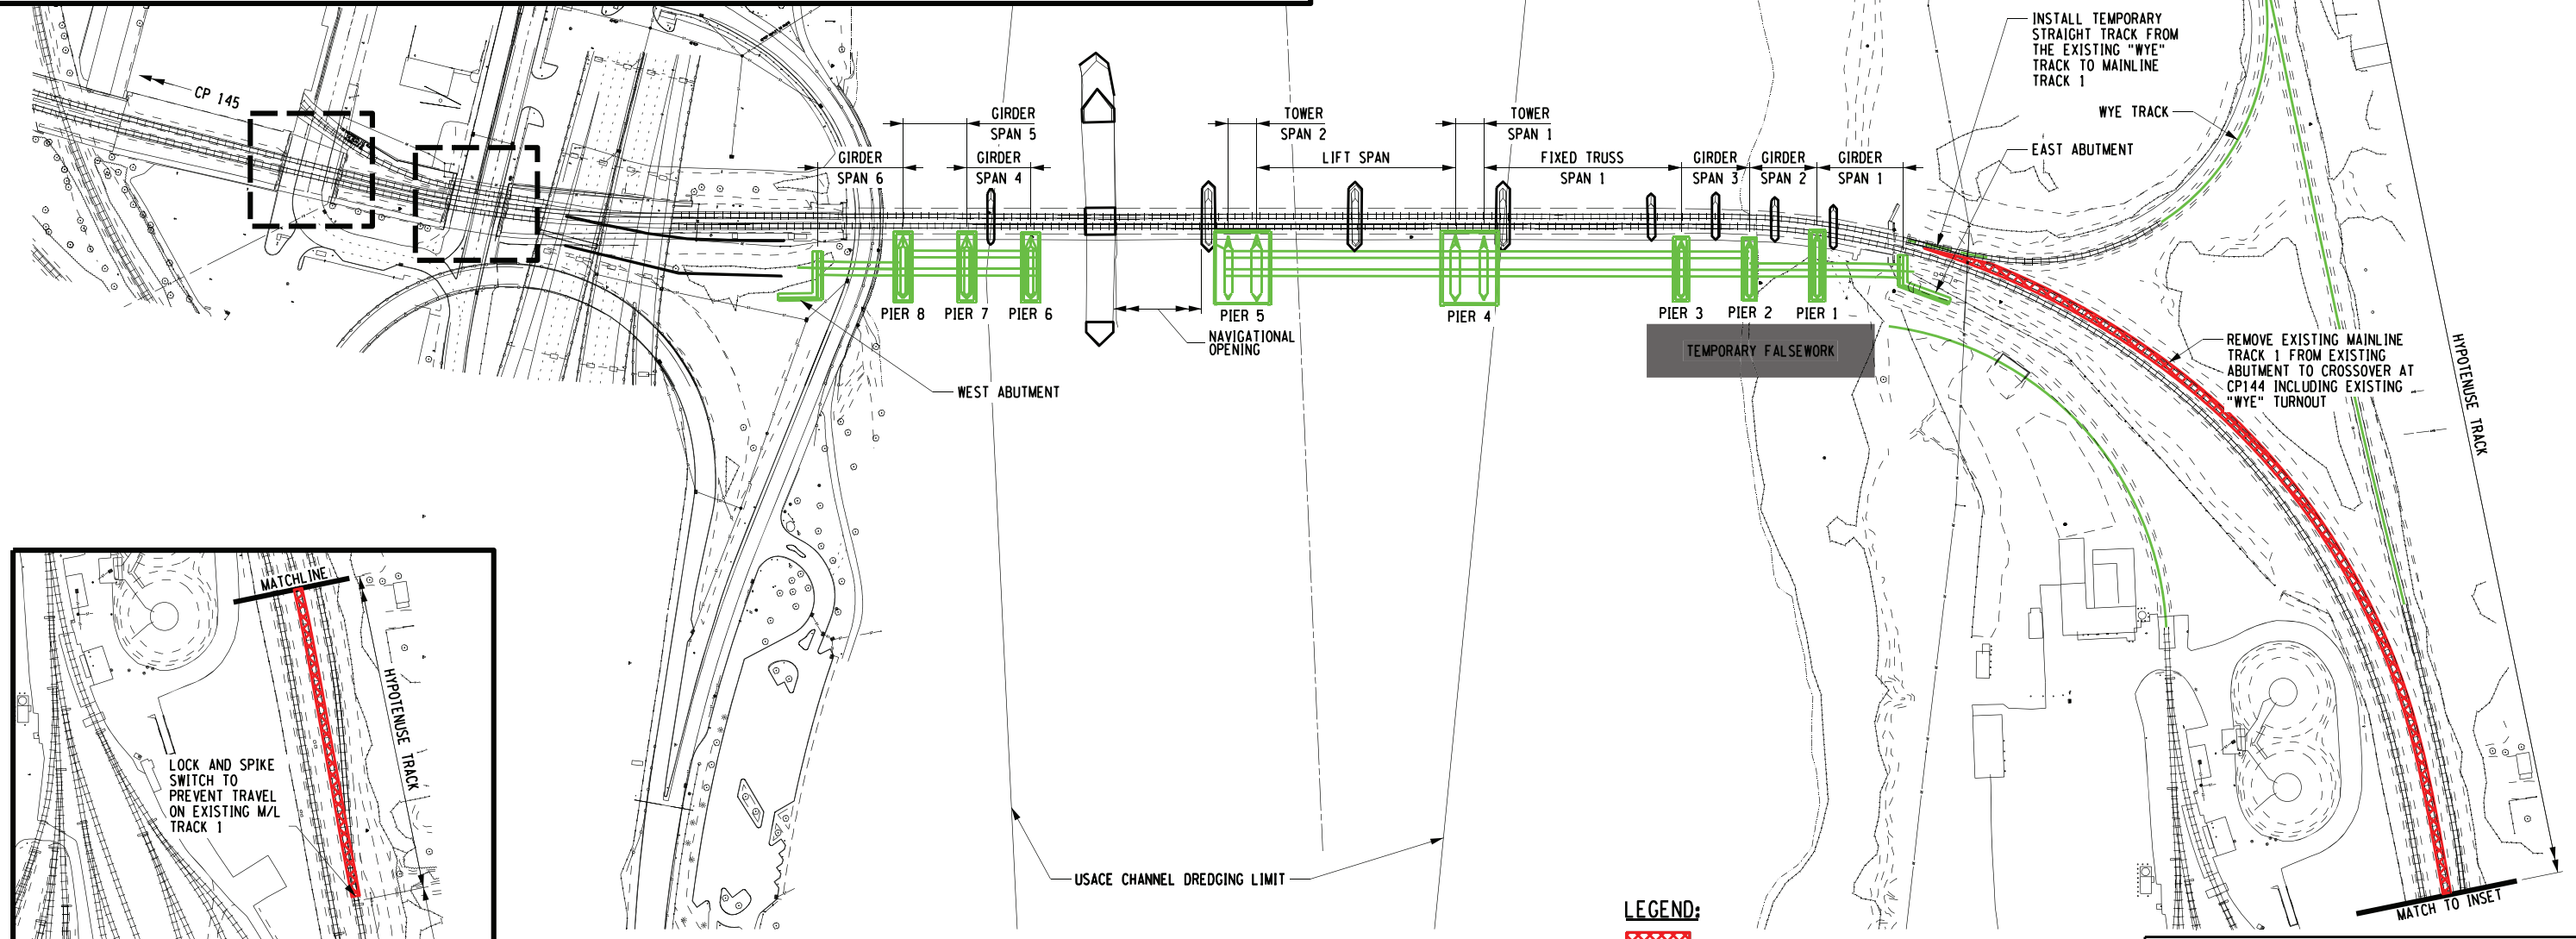 INSTALL TEMPORARY
STRAIGHT TRACK FROM
THE EXISTING "WYE"
TRACK TO MAINLINE
TRACK 1
WYE TRACK
EAST ABUTMENT
CP 145
GIRDER
SPAN 5
GIRDER
SPAN 6
GIRDER
SPAN 4
TOWER
SPAN 2
LIFT SPAN
TOWER
SPAN 1
FIXED TRUSS
SPAN 1
GIRDER
SPAN 3
GIRDER
SPAN 2
GIRDER
SPAN 1
PIER 8
PIER 7
PIER 6
PIER 5
PIER 4
PIER 3
PIER 2
PIER 1
NAVIGATIONAL
OPENING
TEMPORARY FALSEWORK
WEST ABUTMENT
REMOVE EXISTING MAINLINE
TRACK 1 FROM EXISTING
ABUTMENT TO CROSSOVER AT
CP144 INCLUDING EXISTING
"WYE" TURNOUT
HYPOTENUSE TRACK
MATCHLINE
HYPOTENUSE TRACK
LOCK AND SPIKE
SWITCH TO
PREVENT TRAVEL
ON EXISTING M/L
TRACK 1
USACE CHANNEL DREDGING LIMIT
LEGEND:
MATCH TO INSET